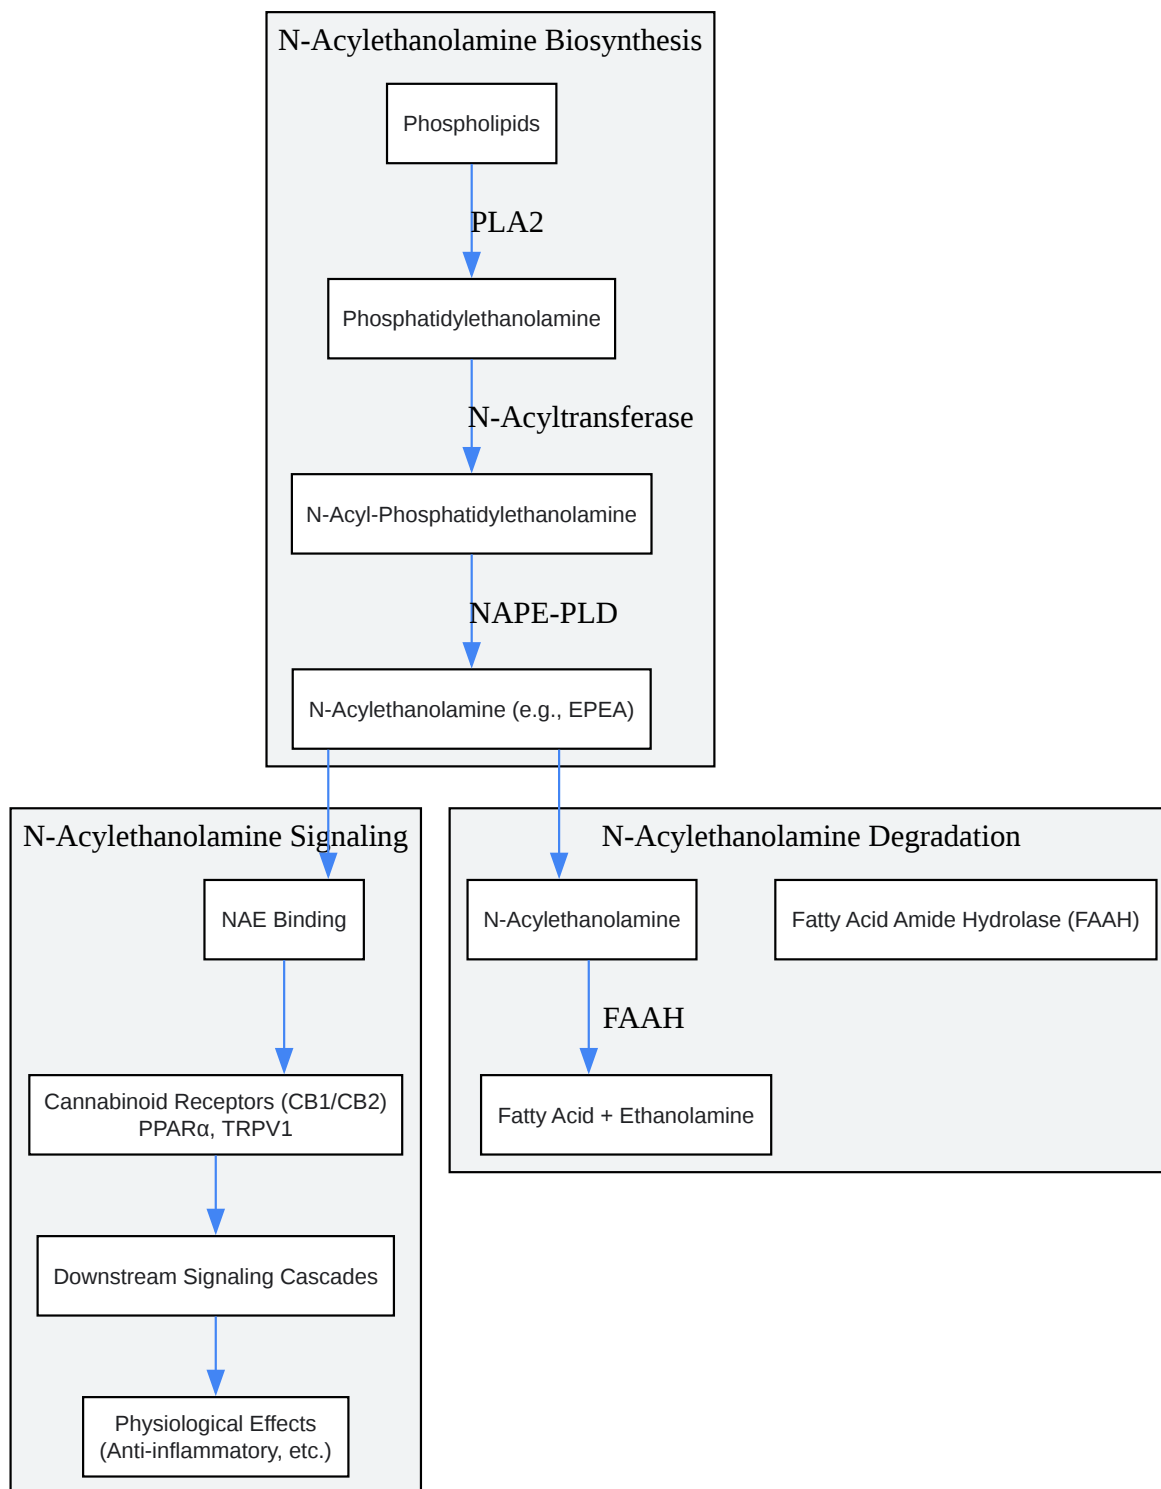 N-Acylethanolamine Biosynthesis
Phospholipids
PLA2
Phosphatidylethanolamine
N-Acyltransferase
N-Acyl-Phosphatidylethanolamine
NAPE-PLD
N-Acylethanolamine (e.g., EPEA)
N-Acylethanolamine Signaling
NAE Binding
Cannabinoid Receptors (CB1/CB2)
PPARα, TRPV1
Downstream Signaling Cascades
Physiological Effects
(Anti-inflammatory, etc.)
N-Acylethanolamine Degradation
N-Acylethanolamine
Fatty Acid Amide Hydrolase (FAAH)
FAAH
Fatty Acid + Ethanolamine